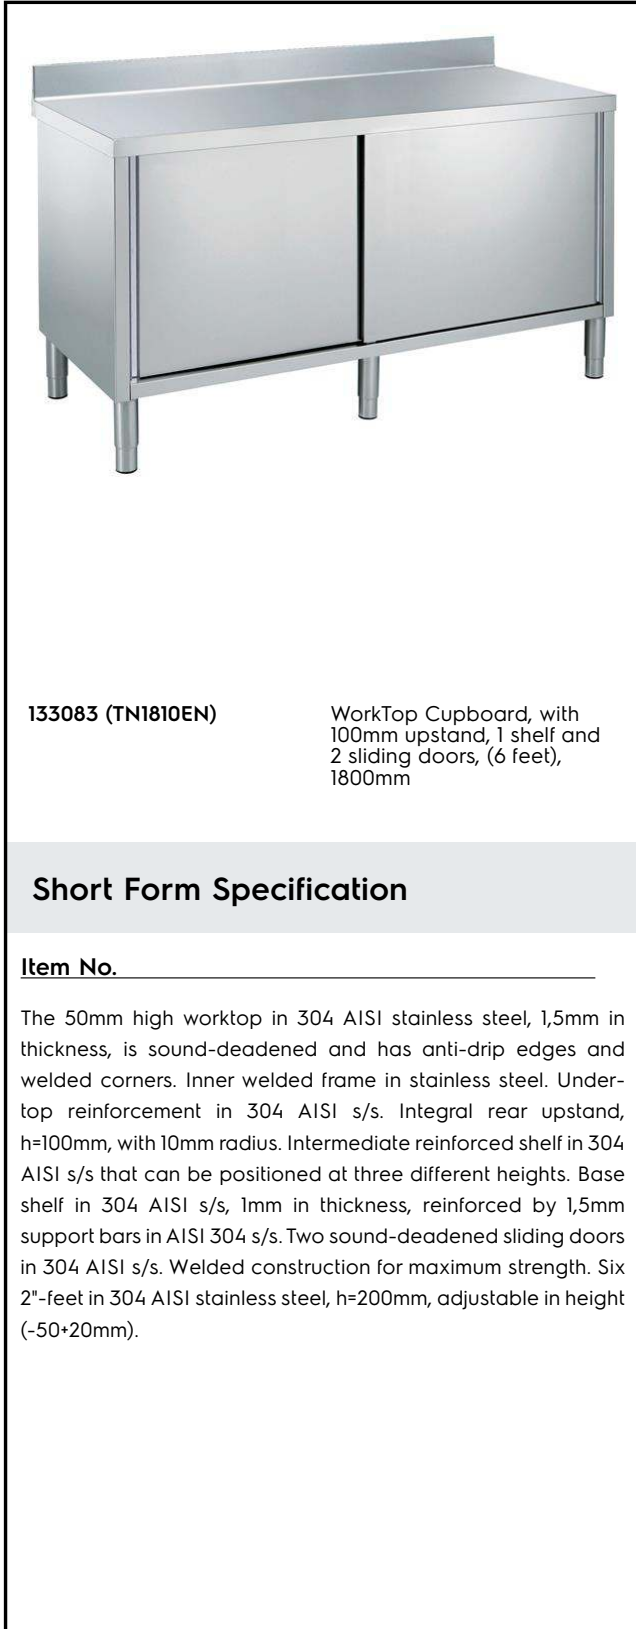 133083 (TN1810EN)
WorkTop Cupboard, with
100mm upstand, 1 shelf and
2 sliding doors, (6 feet),
1800mm
Short Form Specification
Item No.
The 50mm high worktop in 304 AISI stainless steel, 1,5mm in
thickness, is sound-deadened and has anti-drip edges and
welded corners. Inner welded frame in stainless steel. Under-
top reinforcement in 304 AISI s/s. Integral rear upstand,
h=100mm, with 10mm radius. Intermediate reinforced shelf in 304
AISI s/s that can be positioned at three different heights. Base
shelf in 304 AISI s/s, 1mm in thickness, reinforced by 1,5mm
support bars in AISI 304 s/s. Two sound-deadened sliding doors
in 304 AISI s/s. Welded construction for maximum strength. Six
2"-feet in 304 AISI stainless steel, h=200mm, adjustable in height
(-50+20mm).